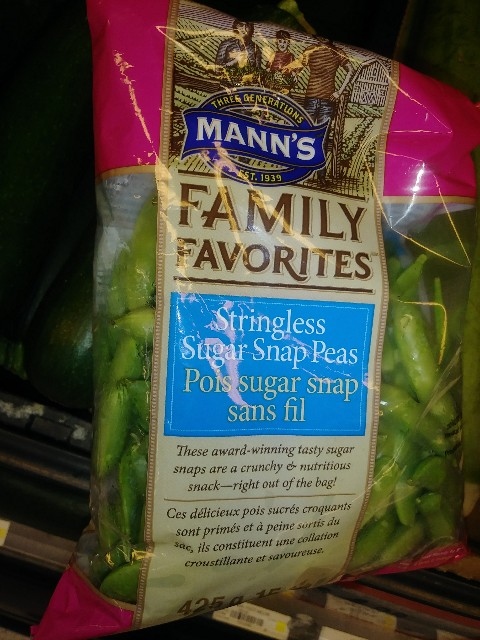 THREE GENERATIONS
MANN'S
EST. 1939
FAMILY
FAVORITES™
Stringless
Sugar Snap Peas
Pois sugar snap
sans fil
These award-winning tasty sugar
snaps are a crunchy & nutritious
snack—right out of the bag!
Ces délicieux pois sucrés croquants
sont primés et à peine sortis du
sac, ils constituent une collation
croustillante et savoureuse.
425 g